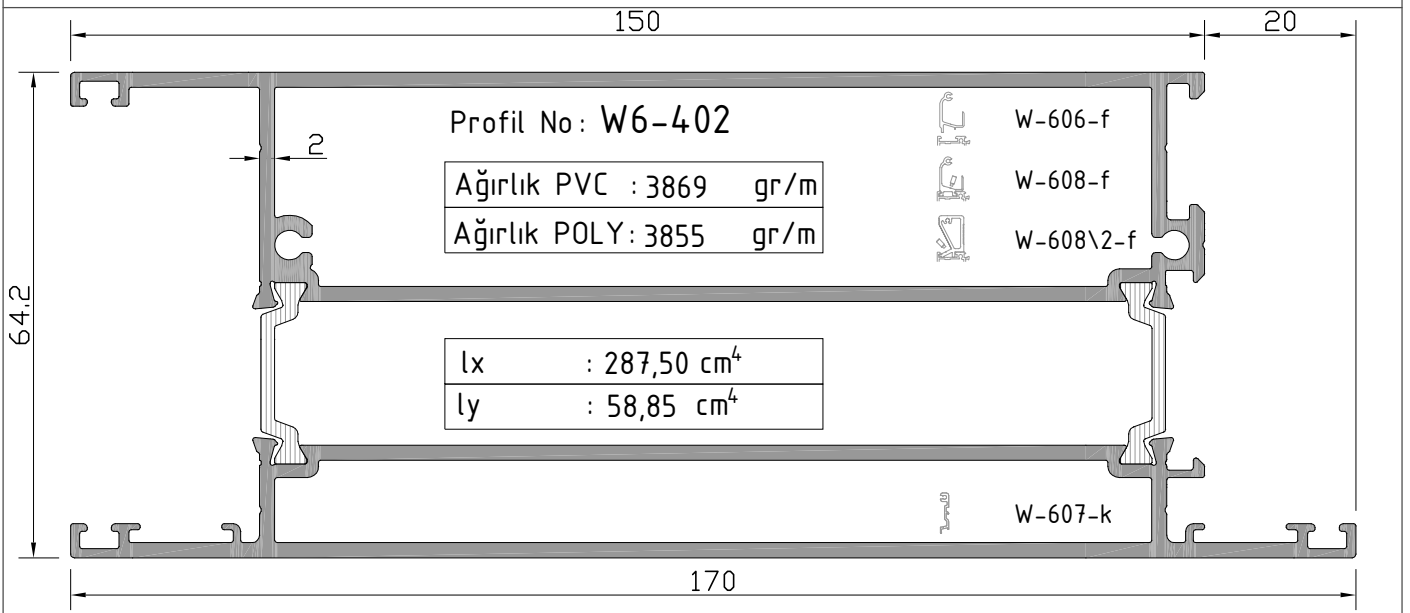 150
20
Profil No: W6-402
W-606-f
2
Ağırlık PVC : 3869 gr/m
W-608-f
Ağırlık POLY: 3855 gr/m
W-608\2-f
64.2
lx : 287,50 cm⁴
ly : 58,85 cm⁴
W-607-k
170